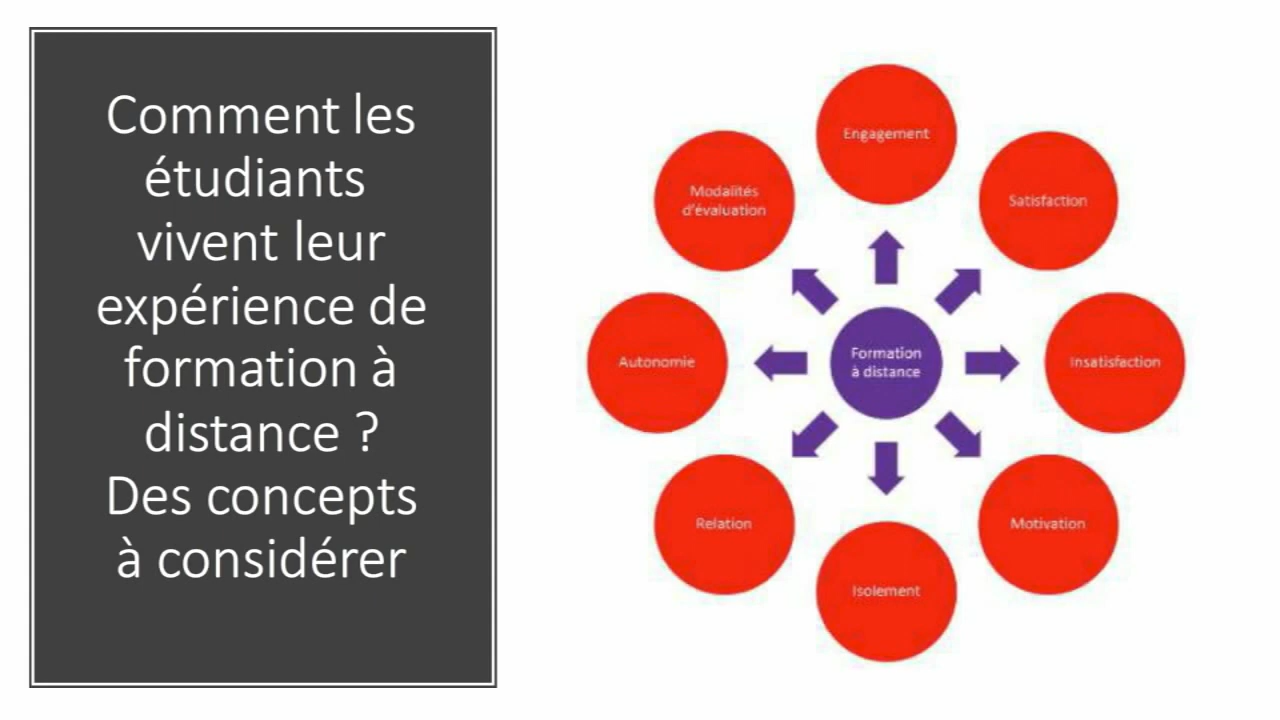 Comment les
étudiants
vivent leur
expérience de
formation à
distance ?
Des concepts
à considérer
Engagement
Satisfaction
Insatisfaction
Motivation
Isolement
Relation
Autonomie
Modalités
d'évaluation
Formation
à distance